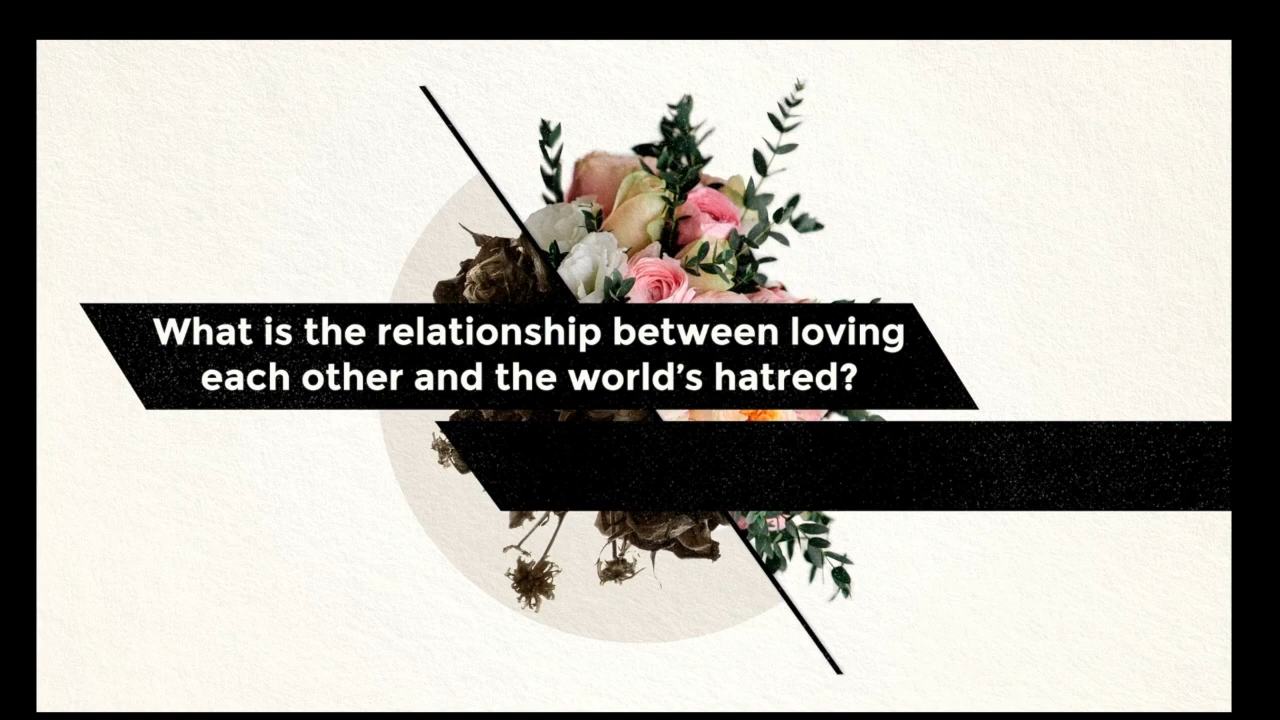 What is the relationship between loving
each other and the world’s hatred?